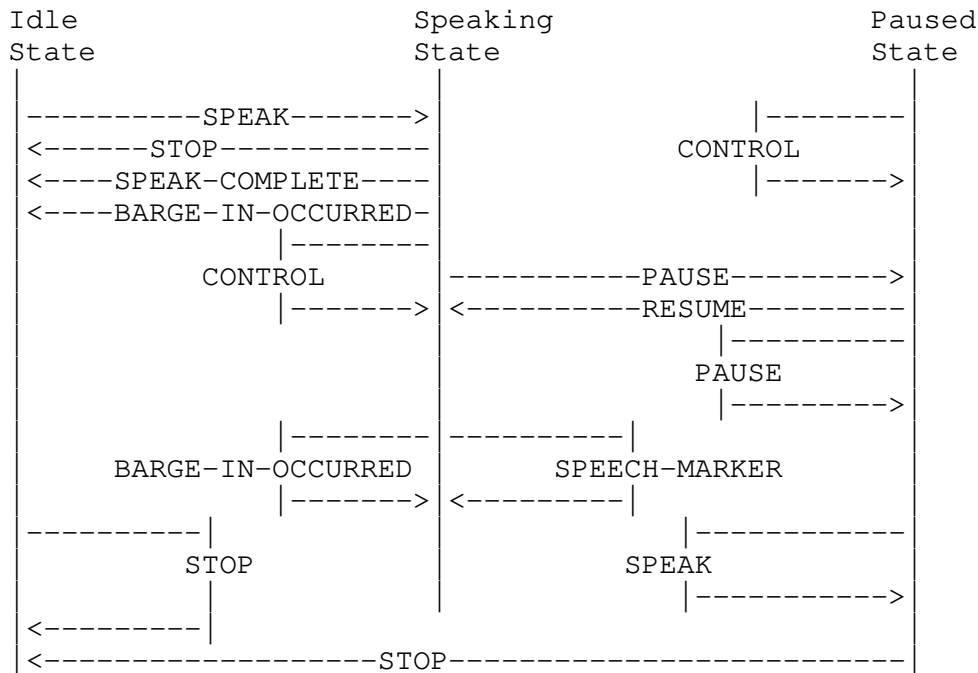 Idle Speaking Paused
State State State
SPEAK
STOP CONTROL
SPEAK-COMPLETE
BARGE-IN-OCCURRED
CONTROL PAUSE
RESUME
PAUSE
BARGE-IN-OCCURRED SPEECH-MARKER
STOP SPEAK
STOP